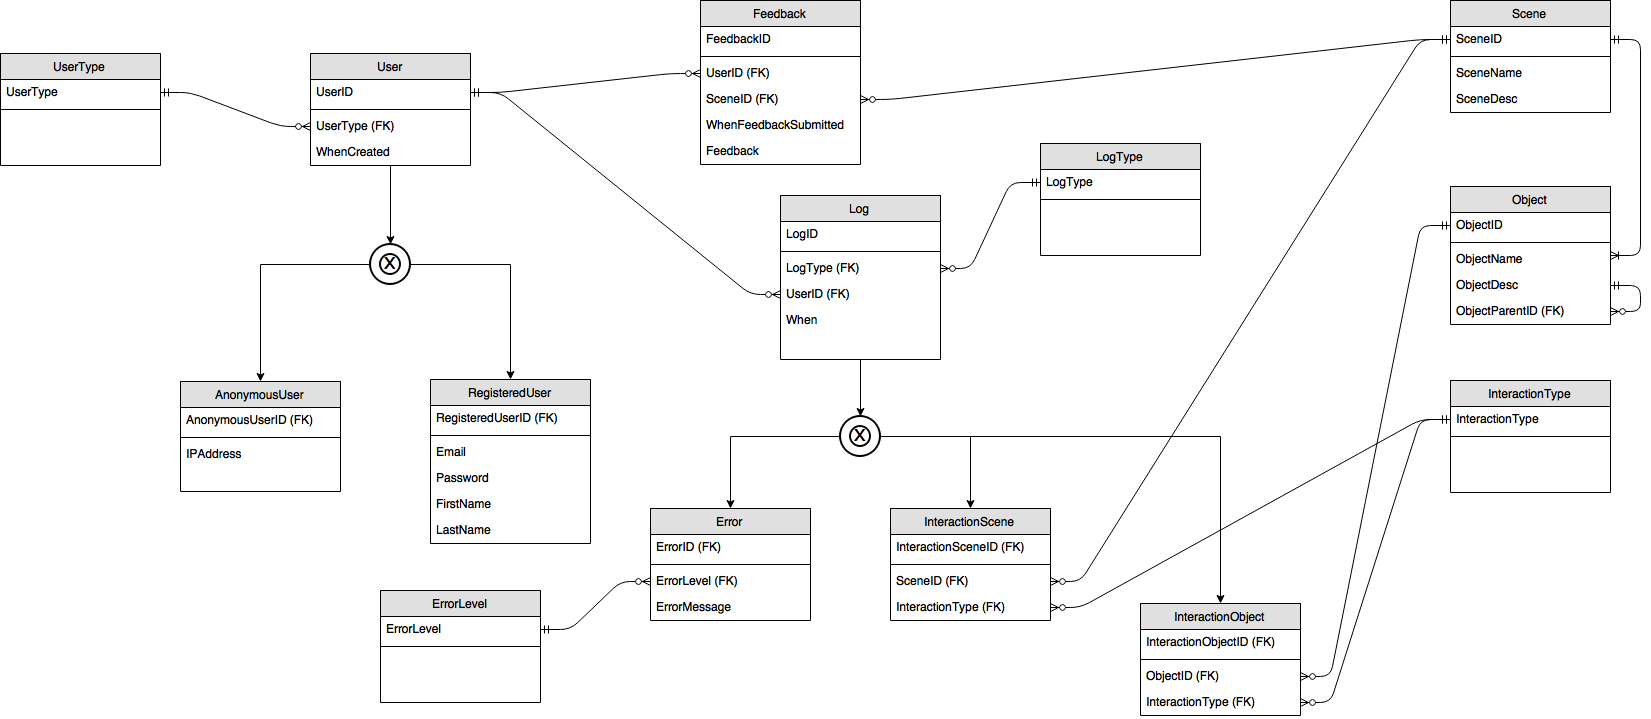 Feedback
FeedbackID
UserID (FK)
SceneID (FK)
WhenFeedbackSubmitted
Feedback
Scene
SceneID
SceneName
SceneDesc
UserType
UserType
User
UserID
UserType (FK)
WhenCreated
LogType
LogType
Log
LogID
LogType (FK)
UserID (FK)
When
Object
ObjectID
ObjectName
ObjectDesc
ObjectParentID (FK)
X
AnonymousUser
AnonymousUserID (FK)
IPAddress
RegisteredUser
RegisteredUserID (FK)
Email
Password
FirstName
LastName
InteractionType
InteractionType
X
Error
ErrorID (FK)
ErrorLevel (FK)
ErrorMessage
InteractionScene
InteractionSceneID (FK)
SceneID (FK)
InteractionType (FK)
ErrorLevel
ErrorLevel
InteractionObject
InteractionObjectID (FK)
ObjectID (FK)
InteractionType (FK)